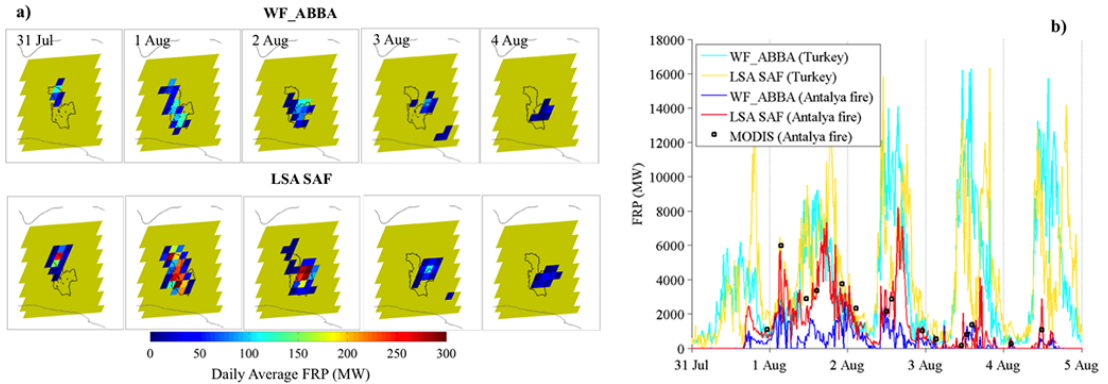 a)
WF_ABBA
31 Jul
1 Aug
2 Aug
3 Aug
4 Aug
LSA SAF
0
50
100
150
200
250
300
Daily Average FRP (MW)
b)
18000
16000
14000
12000
10000
8000
6000
4000
2000
0
FRP (MW)
WF_ABBA (Turkey)
LSA SAF (Turkey)
WF_ABBA (Antalya fire)
LSA SAF (Antalya fire)
MODIS (Antalya fire)
31 Jul
1 Aug
2 Aug
3 Aug
4 Aug
5 Aug